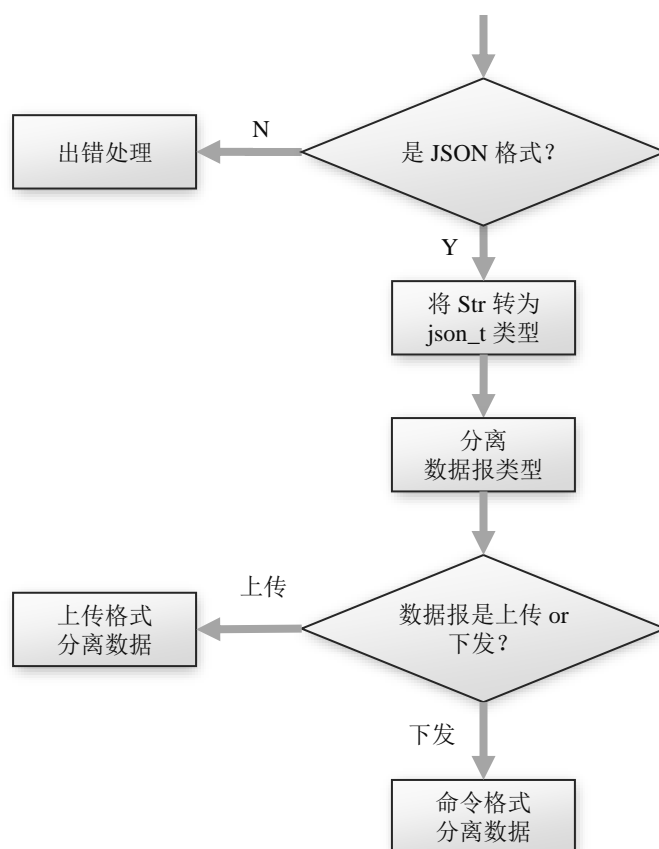 N
出错处理
是 JSON 格式？
Y
将 Str 转为
json_t 类型
分离
数据报类型
上传
上传格式
分离数据
数据报是上传 or
下发？
下发
命令格式
分离数据